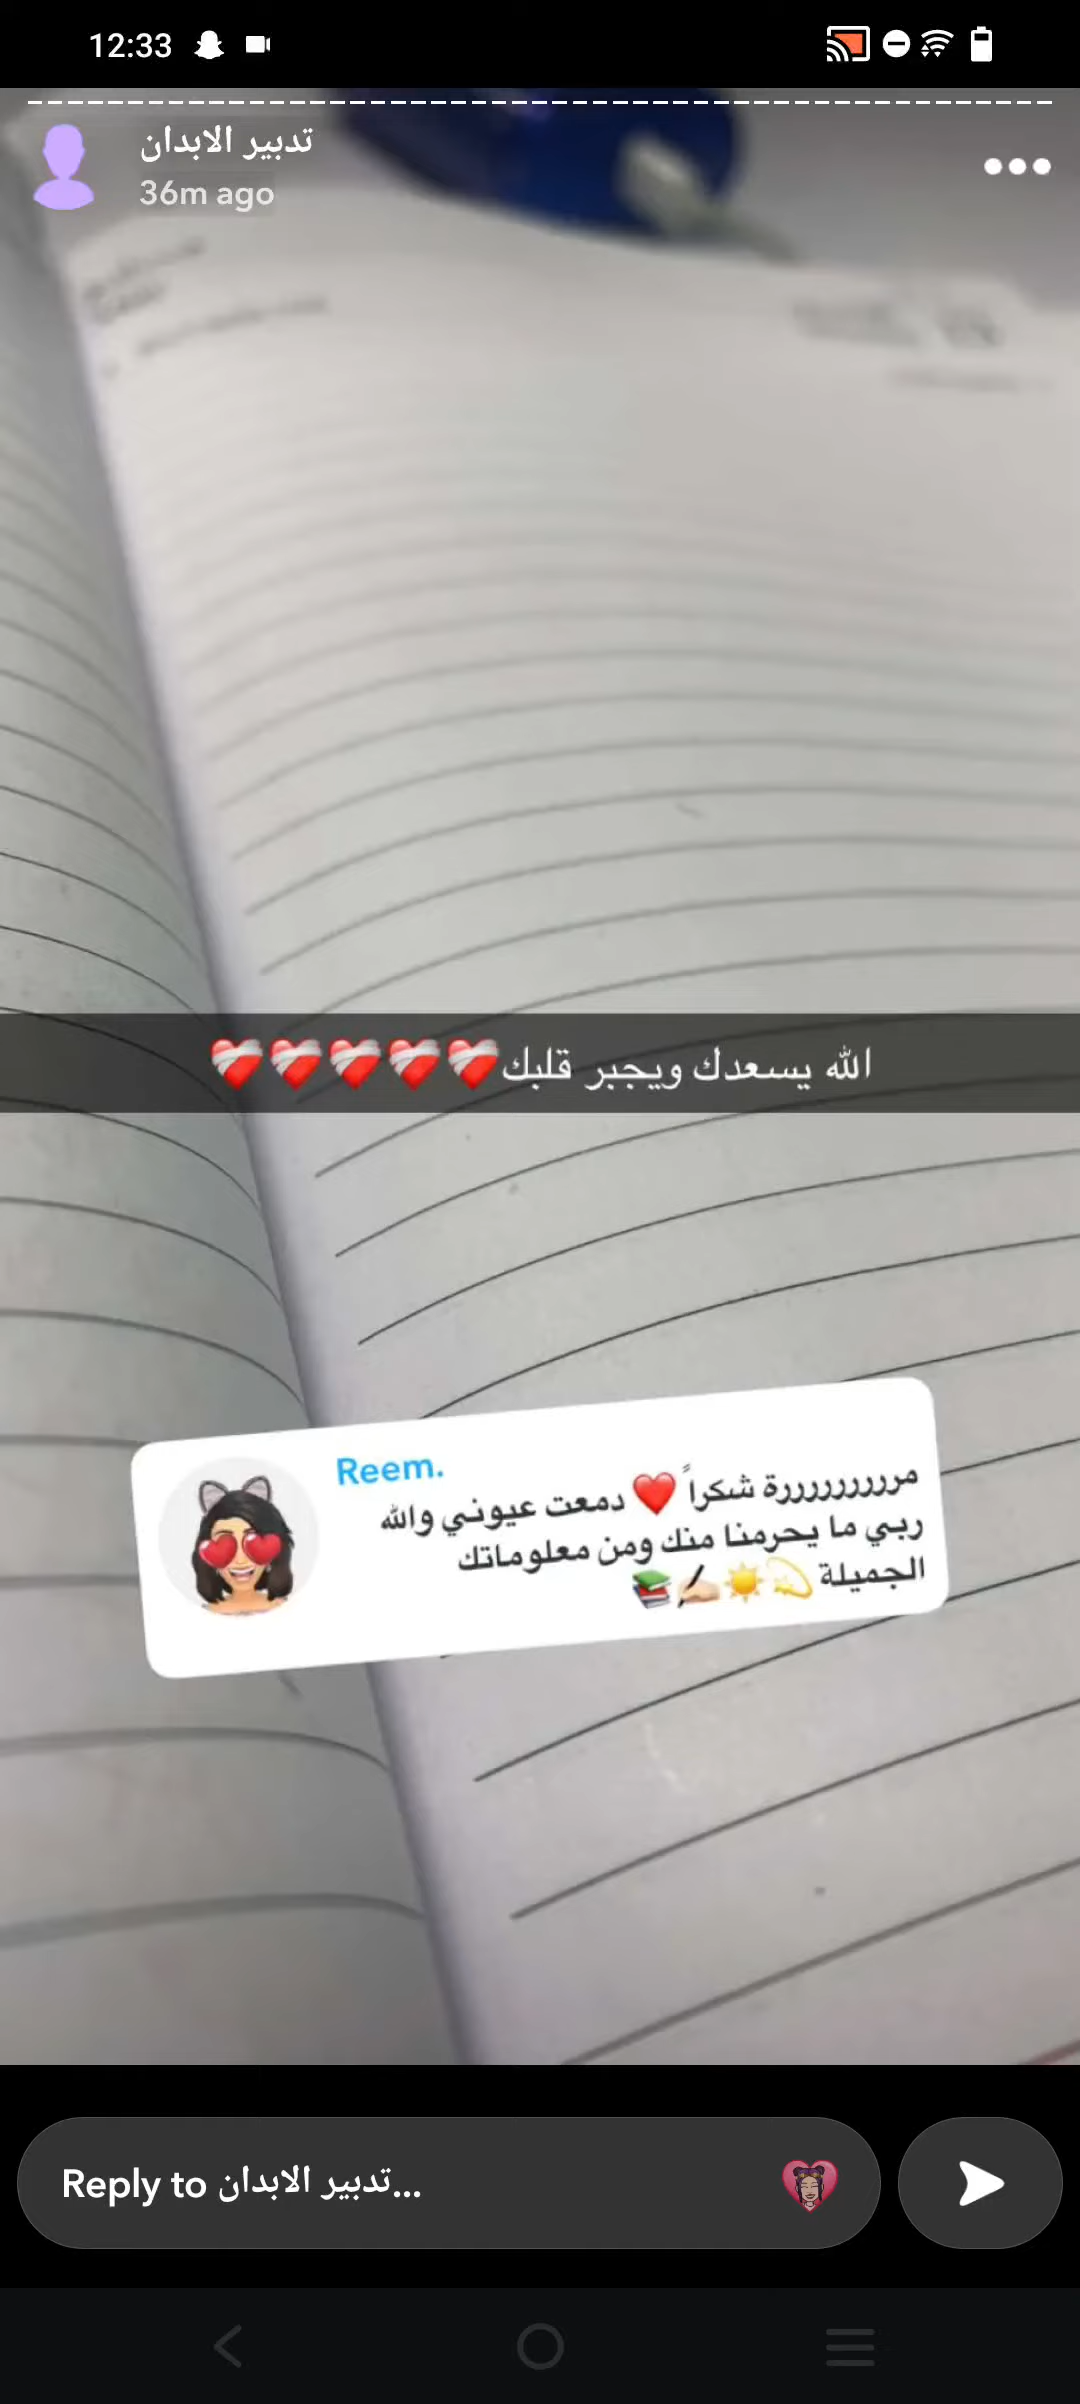 12:33
تدبير الابدان
36m ago
الله يسعدك ويجبر قلبك❤️‍🩹❤️‍🩹❤️‍🩹❤️‍🩹❤️‍🩹
Reem.
مررررررررررة شكراً ❤️ دمعت عيوني والله
ربي ما يحرمنا منك ومن معلوماتك
الجميلة 💫☀️✍🏻📚
Reply to تدبير الابدان...